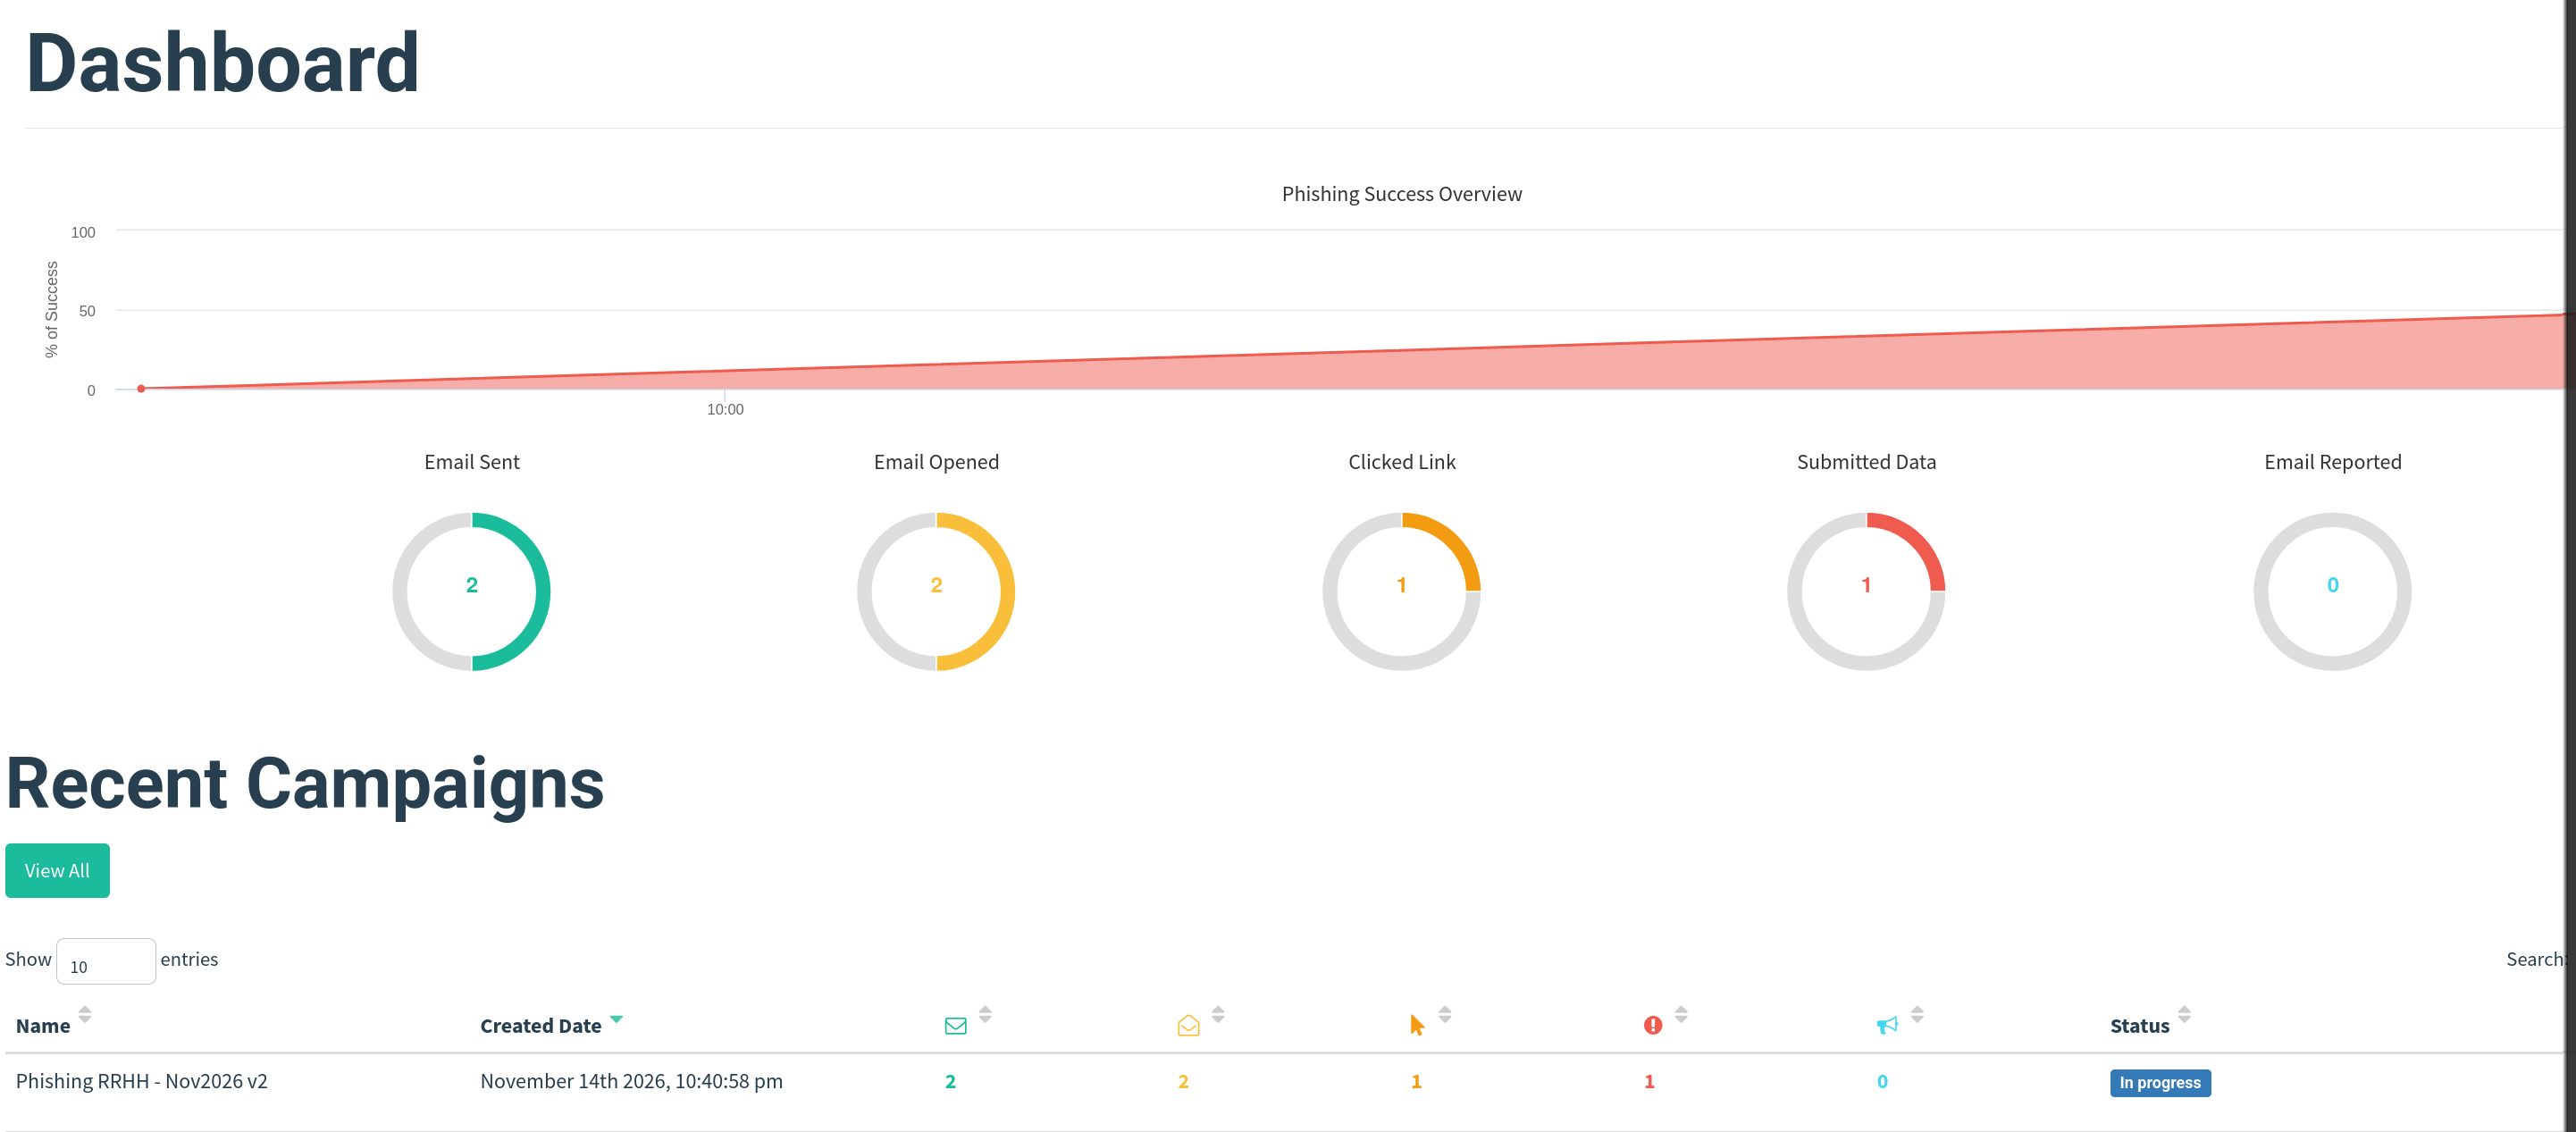 Dashboard
Phishing Success Overview
100
50
0
% of Success
10:00
Email Sent
Email Opened
Clicked Link
Submitted Data
Email Reported
2
2
1
1
0
Recent Campaigns
View All
Show 10 entries
Search:
Name
Created Date
Status
Phishing RRHH - Nov2026 v2
November 14th 2026, 10:40:58 pm
2
2
1
1
0
In progress